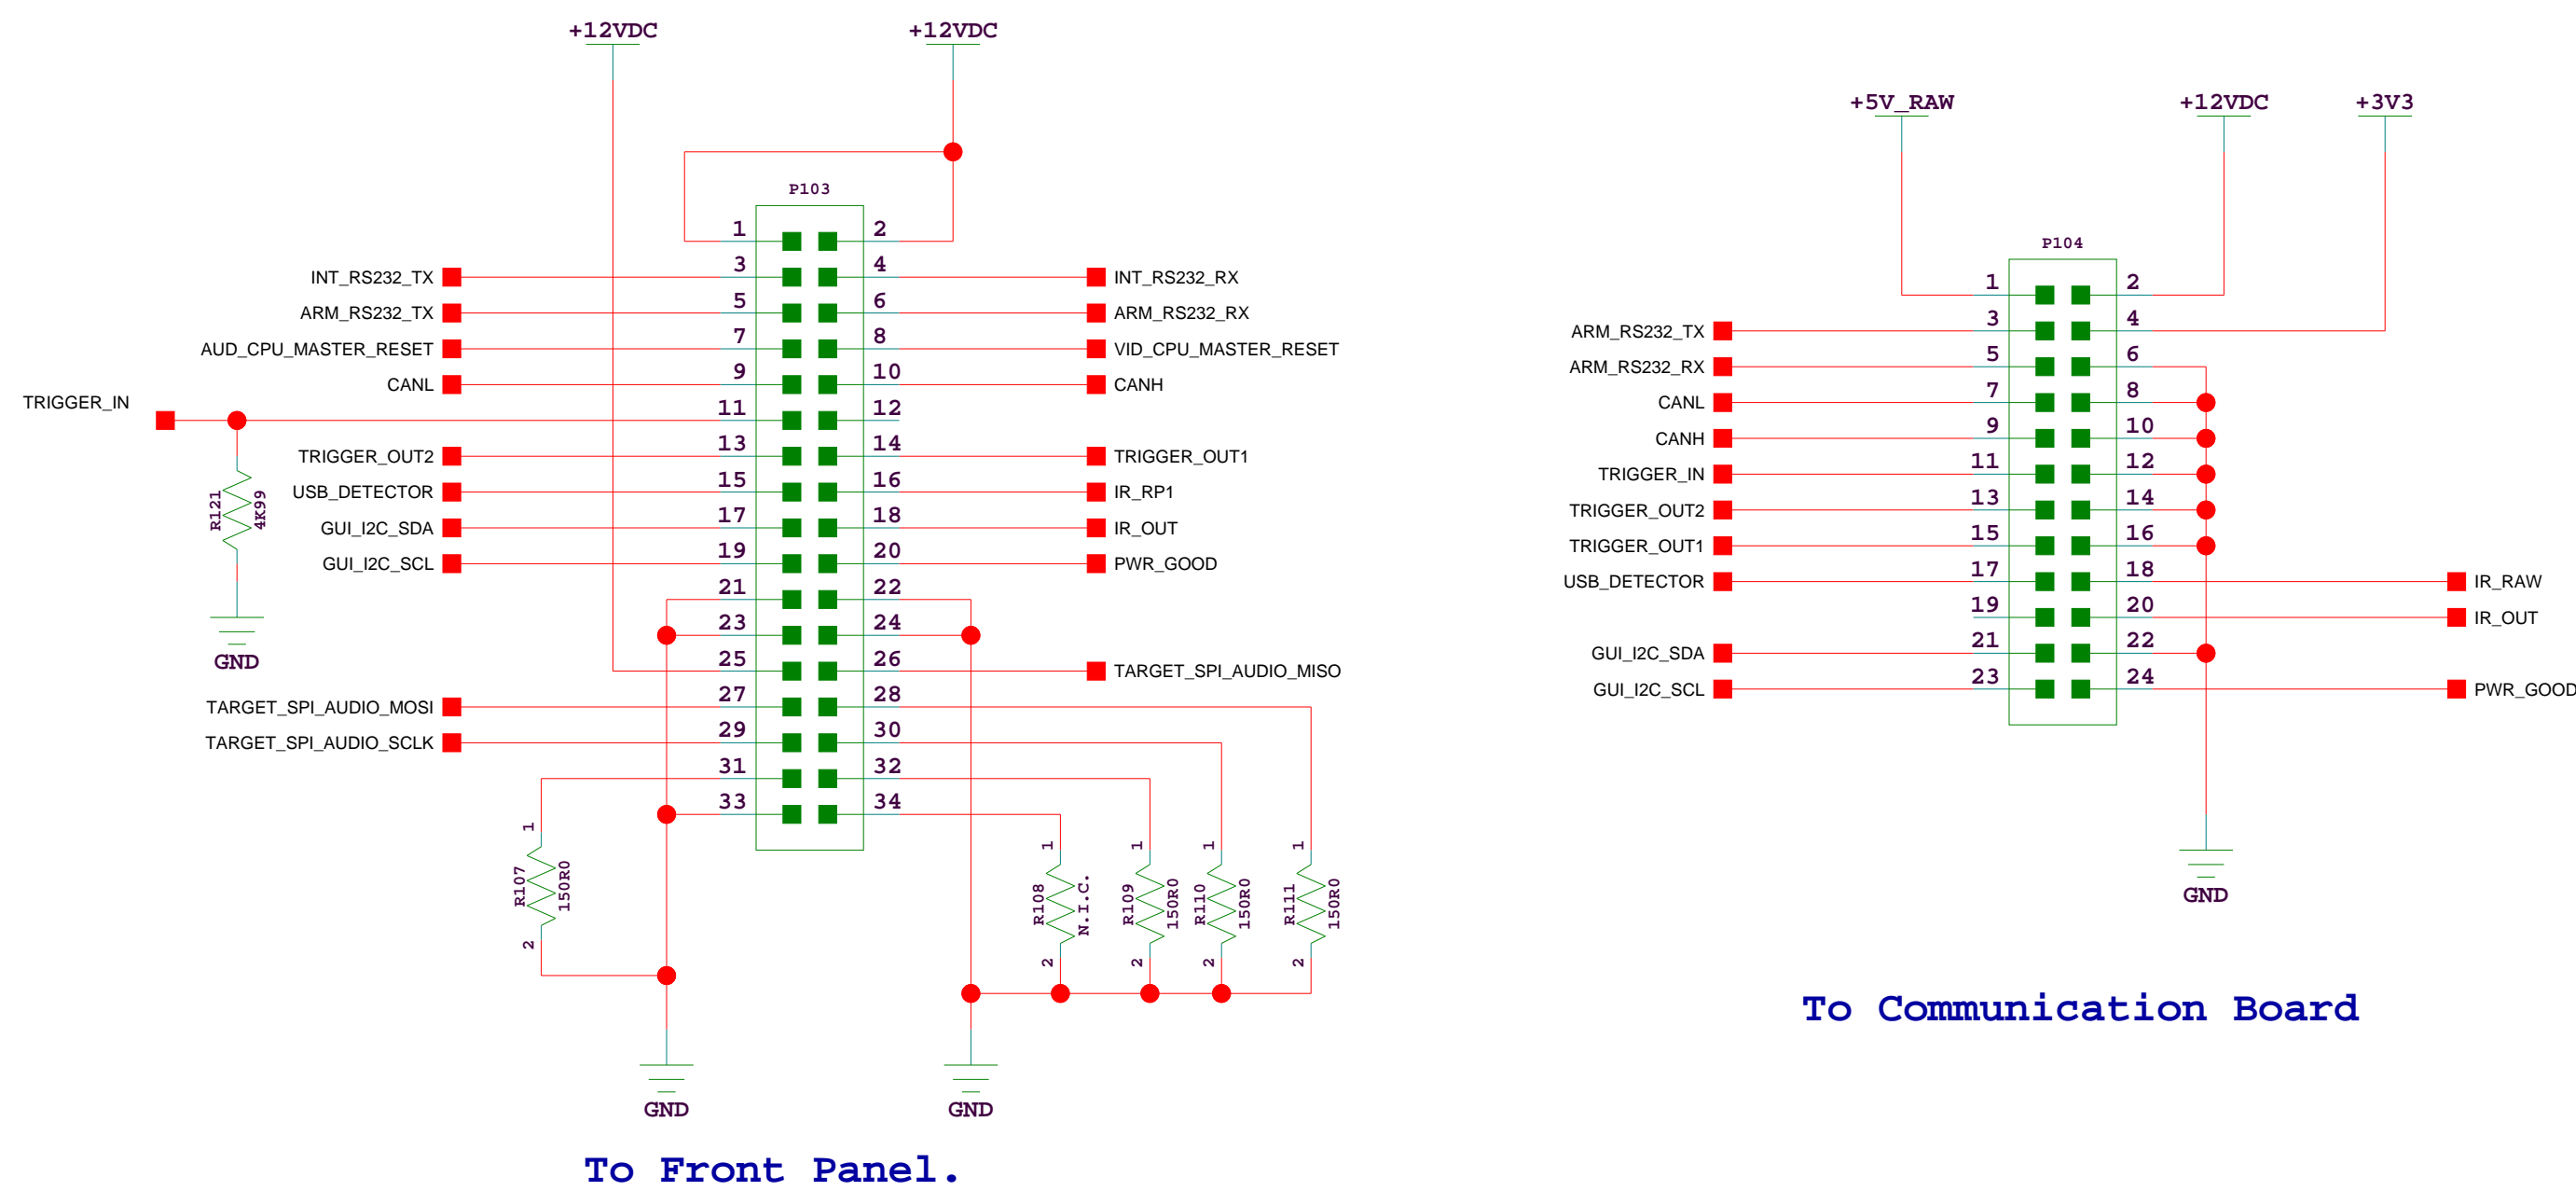 +12VDC +12VDC
+5V_RAW +12VDC +3V3
P103
1 2
INT_RS232_TX 3 4 INT_RS232_RX
ARM_RS232_TX 5 6 ARM_RS232_RX
AUD_CPU_MASTER_RESET 7 8 VID_CPU_MASTER_RESET
CANL 9 10 CANH
TRIGGER_IN 11 12
TRIGGER_OUT2 13 14 TRIGGER_OUT1
USB_DETECTOR 15 16 IR_RP1
GUI_I2C_SDA 17 18 IR_OUT
GUI_I2C_SCL 19 20 PWR_GOOD
21 22
23 24
25 26 TARGET_SPI_AUDIO_MISO
TARGET_SPI_AUDIO_MOSI 27 28
TARGET_SPI_AUDIO_SCLK 29 30
31 32
33 34
R121 4K99
GND
1 R107 150R0 2
1 R108 N.I.C. 2
1 R109 150R0 2
1 R110 150R0 2
1 R111 150R0 2
GND GND
To Front Panel.
P104
1 2
ARM_RS232_TX 3 4
ARM_RS232_RX 5 6
CANL 7 8
CANH 9 10
TRIGGER_IN 11 12
TRIGGER_OUT2 13 14
TRIGGER_OUT1 15 16
USB_DETECTOR 17 18 IR_RAW
19 20 IR_OUT
GUI_I2C_SDA 21 22
GUI_I2C_SCL 23 24 PWR_GOOD
GND
To Communication Board